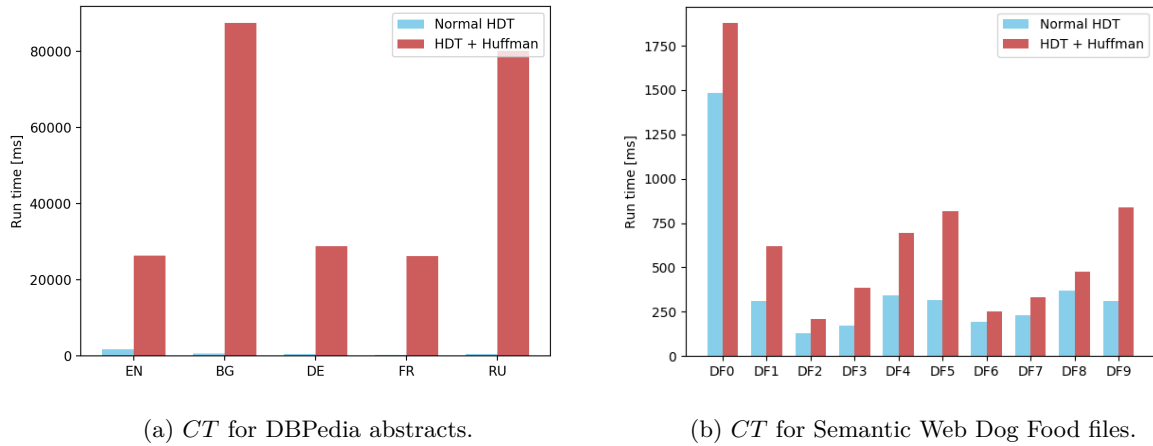 Normal HDT
HDT + Huffman
80000
60000
40000
20000
0
Run time [ms]
EN BG DE FR RU
(a) CT for DBPedia abstracts.
Normal HDT
HDT + Huffman
1750
1500
1250
1000
750
500
250
0
Run time [ms]
DF0 DF1 DF2 DF3 DF4 DF5 DF6 DF7 DF8 DF9
(b) CT for Semantic Web Dog Food files.